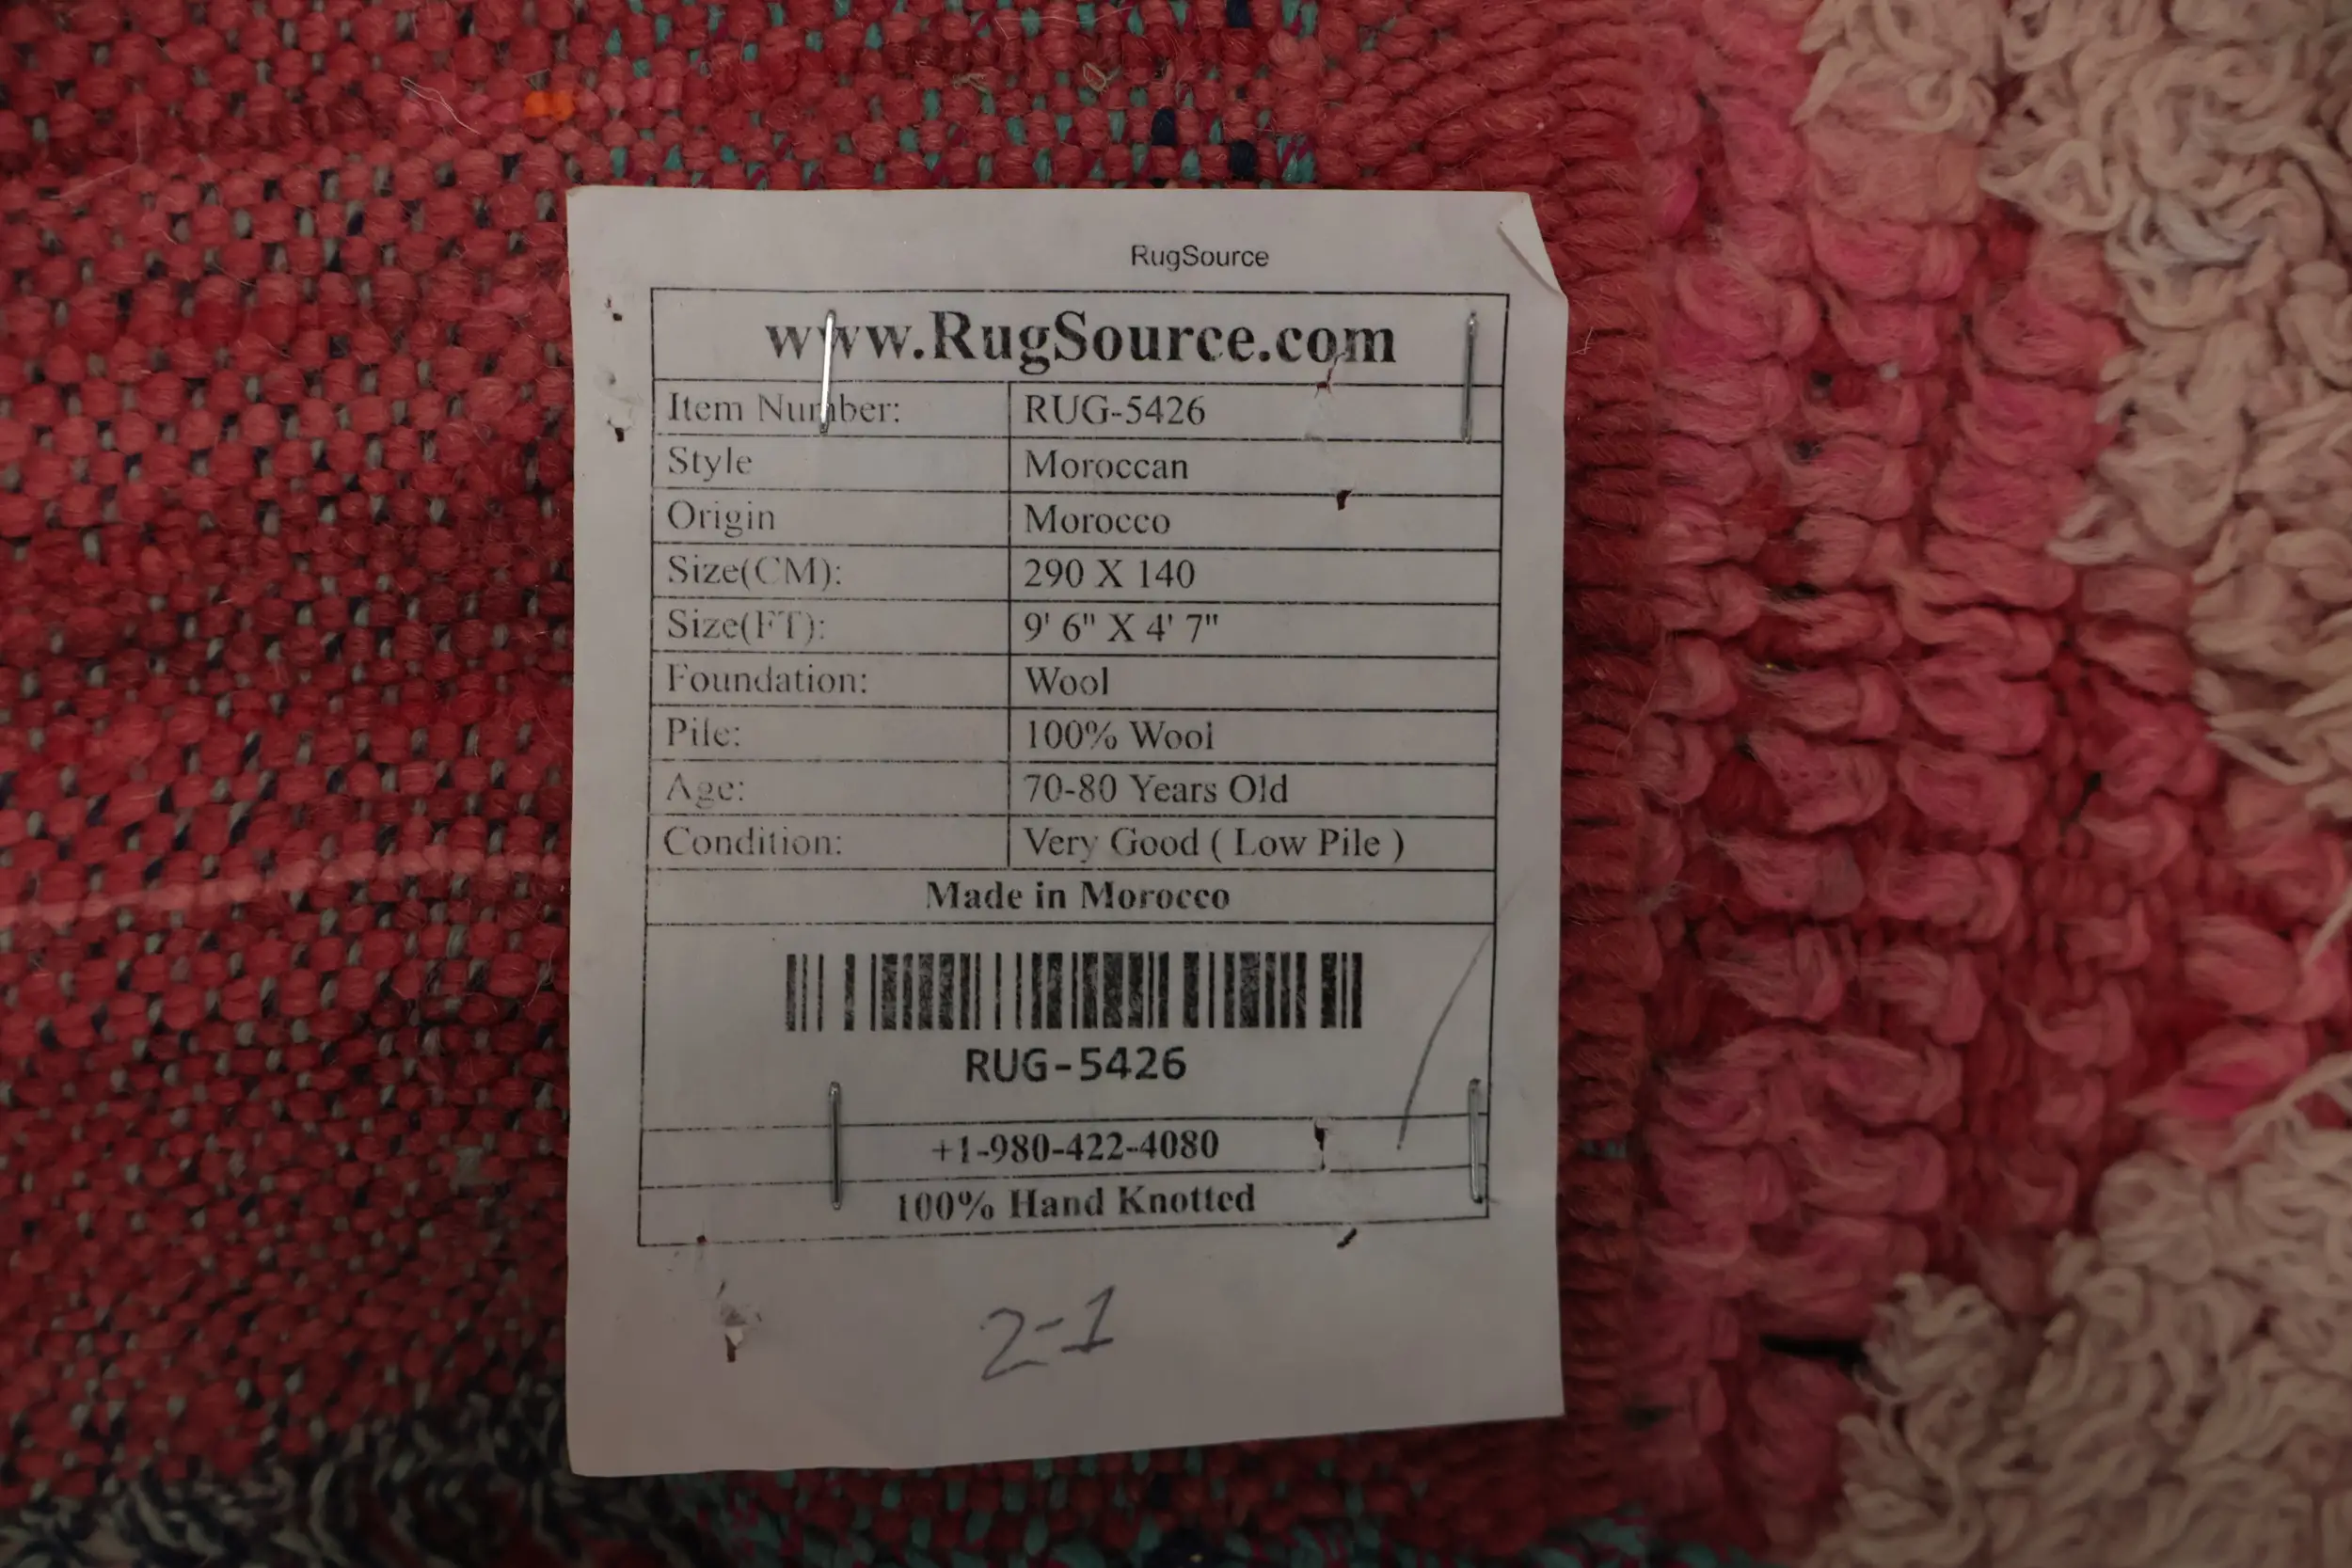 RugSource
www.RugSource.com
Item Number: RUG-5426
Style Moroccan
Origin Morocco
Size(CM): 290 X 140
Size(FT): 9' 6" X 4' 7"
Foundation: Wool
Pile: 100% Wool
Age: 70-80 Years Old
Condition: Very Good ( Low Pile )
Made in Morocco
RUG-5426
+1-980-422-4080
100% Hand Knotted
2-1